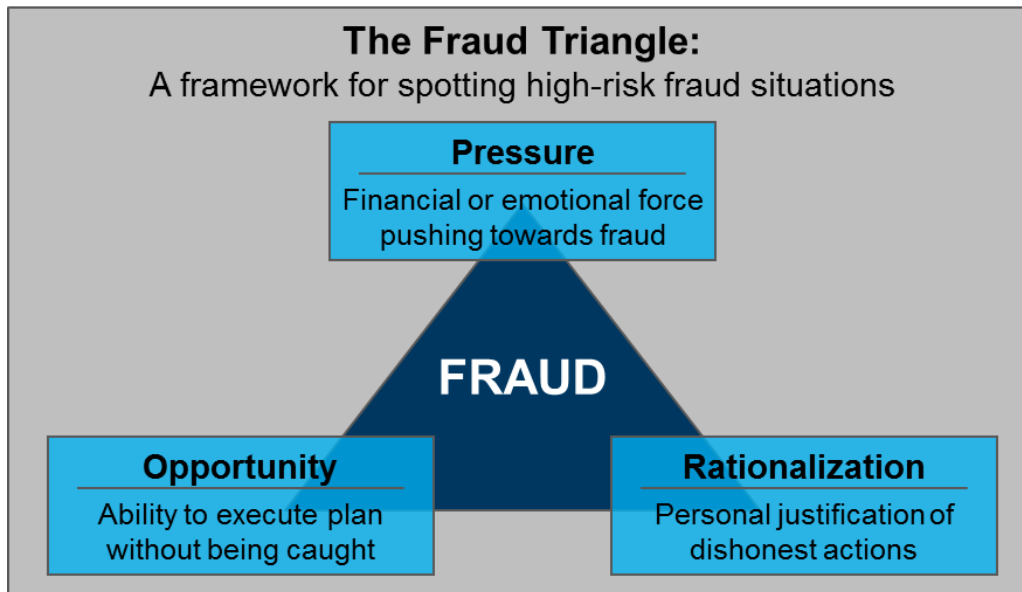 The Fraud Triangle:
A framework for spotting high-risk fraud situations
Pressure
Financial or emotional force
pushing towards fraud
FRAUD
Opportunity
Ability to execute plan
without being caught
Rationalization
Personal justification of
dishonest actions